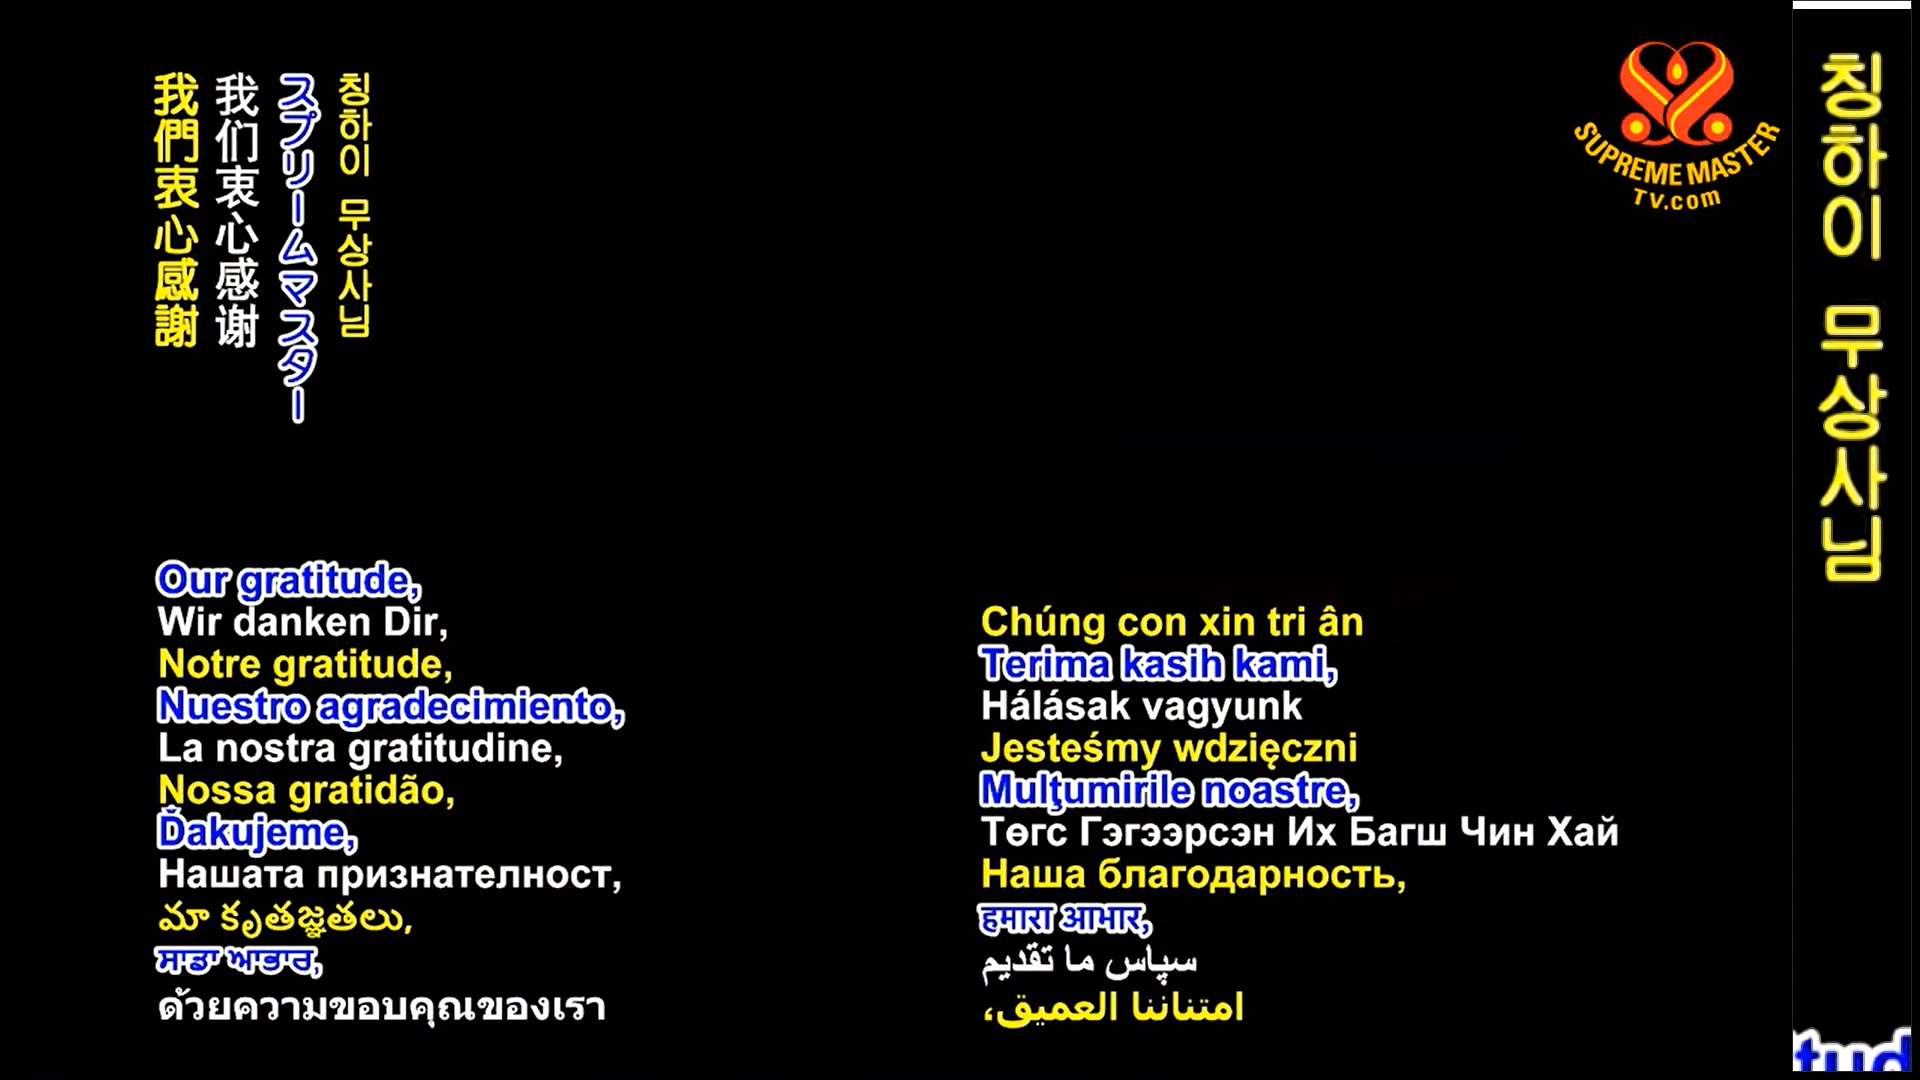 我們衷心感謝
我们衷心感谢
スプリームマスター
칭하이 무상사님
SUPREME MASTER
TV.com
칭하이 무상사님
Our gratitude,
Wir danken Dir,
Notre gratitude,
Nuestro agradecimiento,
La nostra gratitudine,
Nossa gratidão,
Ďakujeme,
Нашата признателност,
మా కృతజ్ఞతలు,
ਸਾਡਾ ਆਭਾਰ,
ด้วยความขอบคุณของเรา
Chúng con xin tri ân
Terima kasih kami,
Hálásak vagyunk
Jesteśmy wdzięczni
Mulţumirile noastre,
Төгс Гэгээрсэн Их Багш Чин Хай
Наша благодарность,
हमारा आभार,
سپاس ما تقدیم
امتناننا العميق،
tud